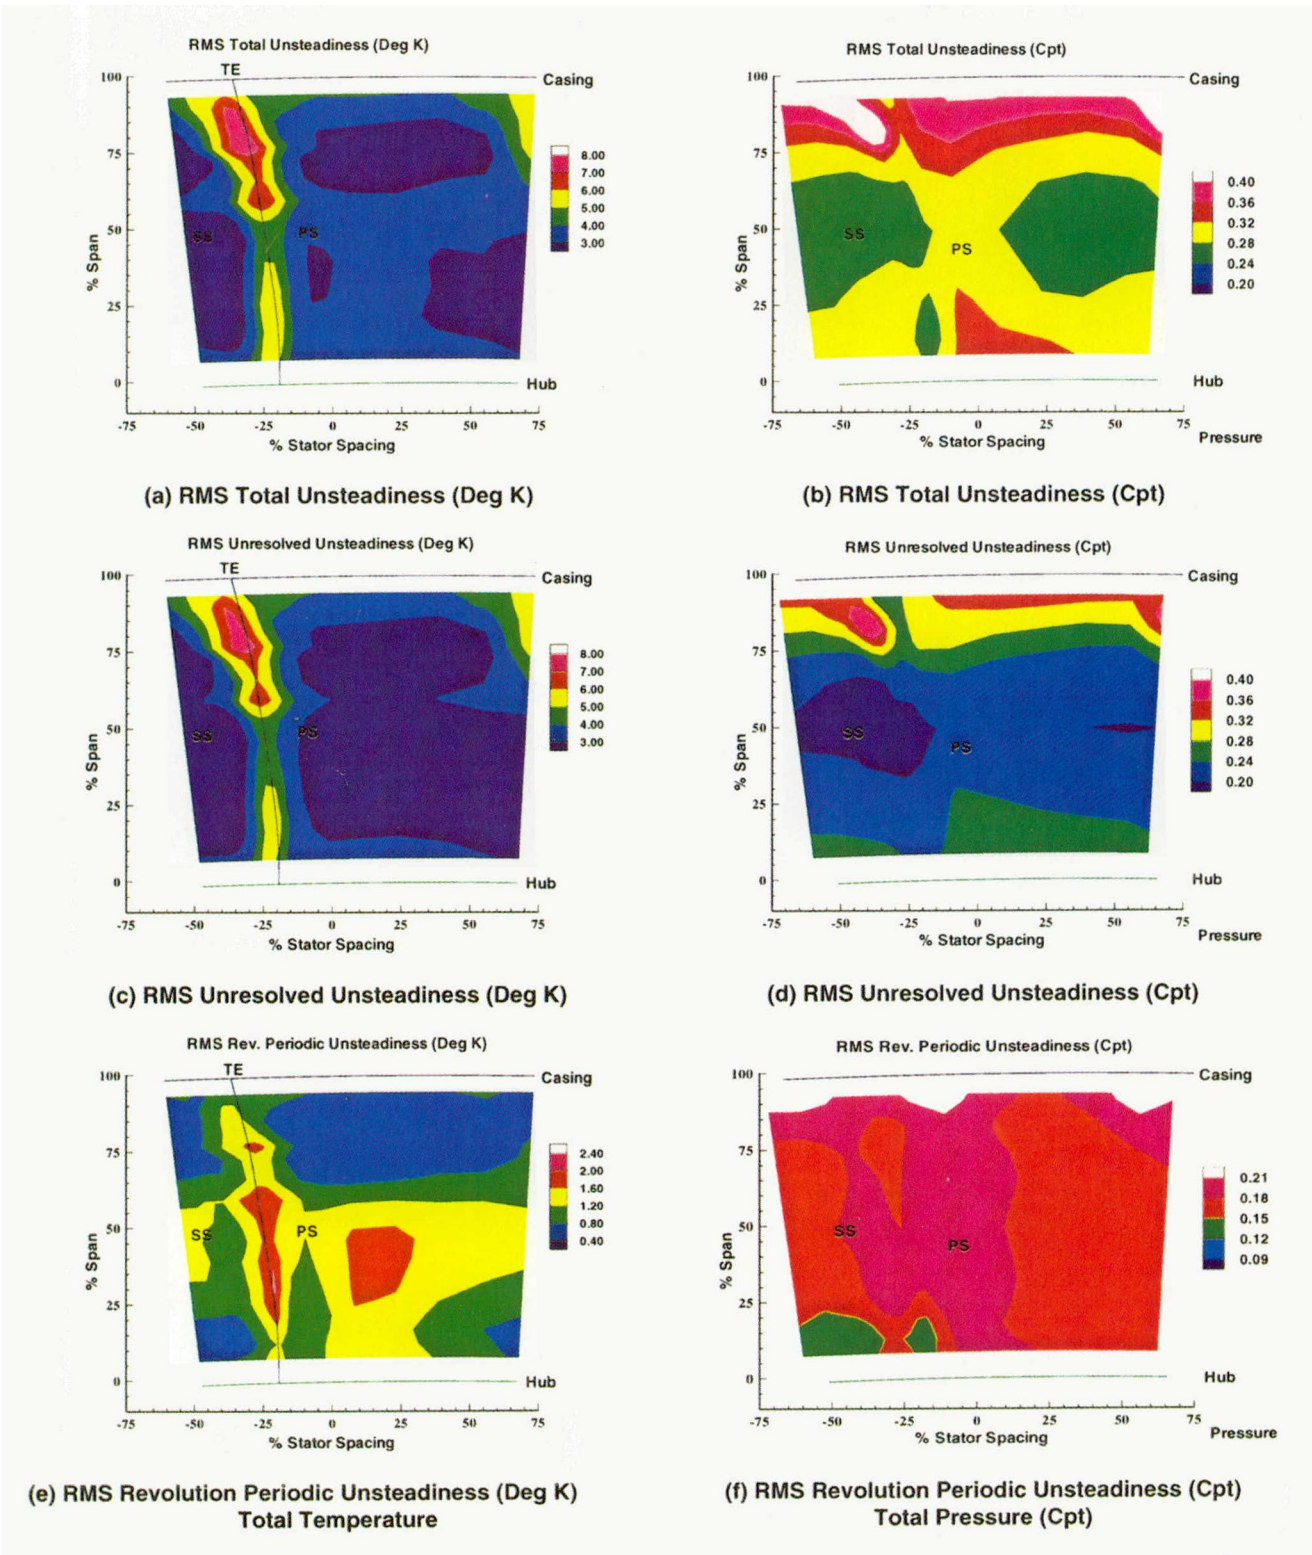 RMS Total Unsteadiness (Deg K)
TE
100
Casing
75
8.00
7.00
6.00
5.00
4.00
3.00
50
SS
PS
% Span
25
0
Hub
-75
-50
-25
0
25
50
75
% Stator Spacing
(a) RMS Total Unsteadiness (Deg K)
RMS Total Unsteadiness (Cpt)
100
Casing
75
0.40
0.36
0.32
0.28
0.24
0.20
50
SS
PS
% Span
25
0
Hub
-75
-50
-25
0
25
50
75
% Stator Spacing
Pressure
(b) RMS Total Unsteadiness (Cpt)
RMS Unresolved Unsteadiness (Deg K)
TE
100
Casing
75
8.00
7.00
6.00
5.00
4.00
3.00
50
SS
PS
% Span
25
0
Hub
-75
-50
-25
0
25
50
75
% Stator Spacing
(c) RMS Unresolved Unsteadiness (Deg K)
RMS Unresolved Unsteadiness (Cpt)
100
Casing
75
0.40
0.36
0.32
0.28
0.24
0.20
50
SS
PS
% Span
25
0
Hub
-75
-50
-25
0
25
50
75
% Stator Spacing
Pressure
(d) RMS Unresolved Unsteadiness (Cpt)
RMS Rev. Periodic Unsteadiness (Deg K)
TE
100
Casing
75
2.40
2.00
1.60
1.20
0.80
0.40
50
SS
PS
% Span
25
0
Hub
-75
-50
-25
0
25
50
75
% Stator Spacing
(e) RMS Revolution Periodic Unsteadiness (Deg K)
Total Temperature
RMS Rev. Periodic Unsteadiness (Cpt)
100
Casing
75
0.21
0.18
0.15
0.12
0.09
50
SS
PS
% Span
25
0
Hub
-75
-50
-25
0
25
50
75
% Stator Spacing
Pressure
(f) RMS Revolution Periodic Unsteadiness (Cpt)
Total Pressure (Cpt)